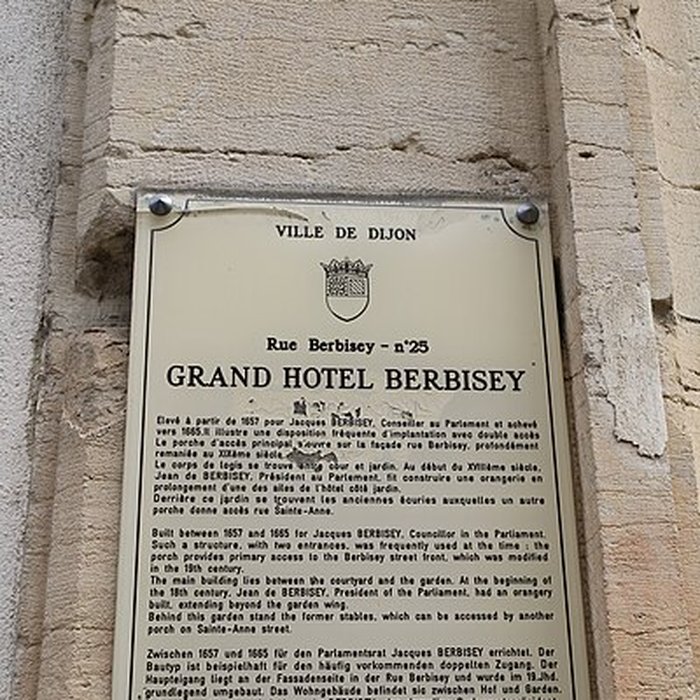 VILLE DE DIJON
Rue Berbisey - n°25
GRAND HOTEL BERBISEY
Elevé à partir de 1657 pour Jacques BERBISEY, Conseiller au Parlement et achevé
vers 1665.Il illustre une disposition fréquente d'implantation avec double accès
Le porche d'accès principal s'ouvre sur la façade rue Berbisey, profondément
remaniée au XIXème siècle.
Le corps de logis se trouve entre cour et jardin. Au début du XVIIIème siècle,
Jean de BERBISEY, Président au Parlement, fit construire une orangerie en
prolongement d'une des ailes de l'hôtel côté jardin.
Derrière ce jardin se trouvent les anciennes écuries auxquelles un autre
porche donne accès rue Sainte-Anne.
Built between 1657 and 1665 for Jacques BERBISEY, Councillor in the Parliament.
Such a structure, with two entrances, was frequently used at the time : the
porch provides primary access to the Berbisey street front, which was modified
in the 19th century.
The main building lies between the courtyard and the garden. At the beginning of
the 18th century, Jean de BERBISEY, President of the Parliament, had an orangery
built, extending beyond the garden wing.
Behind this garden stand the former stables, which can be accessed by another
porch on Sainte-Anne street.
Zwischen 1657 und 1665 für den Parlamentsrat Jacques BERBISEY errichtet. Der
Bautyp ist beispielhaft für den häufig vorkommenden doppelten Zugang. Der
Haupteigang liegt an der Fassadenseite in der Rue Berbisey und wurde im 19.Jhd.
grundlegend umgebaut. Das Wohngebäude befindet sic zwischen Hof und Garden.